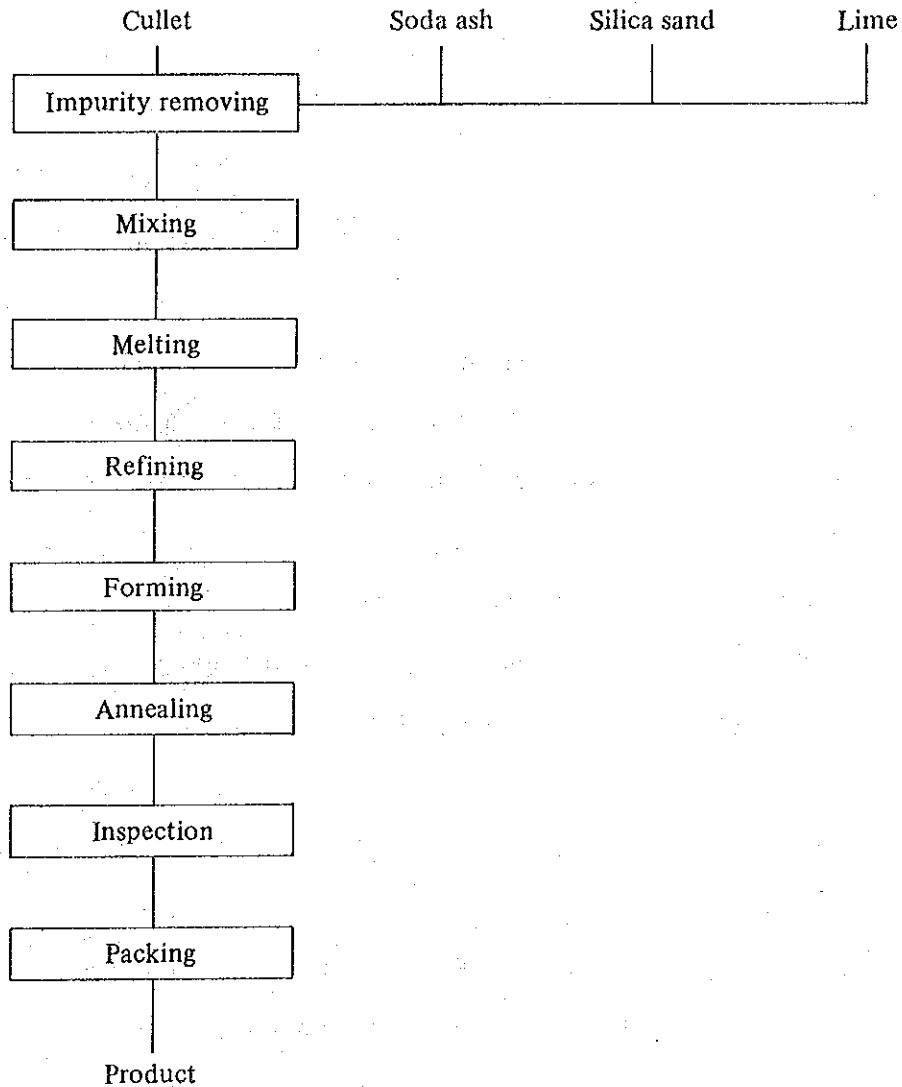 Cullet Soda ash Silica sand Lime
Impurity removing
Mixing
Melting
Refining
Forming
Annealing
Inspection
Packing
Product